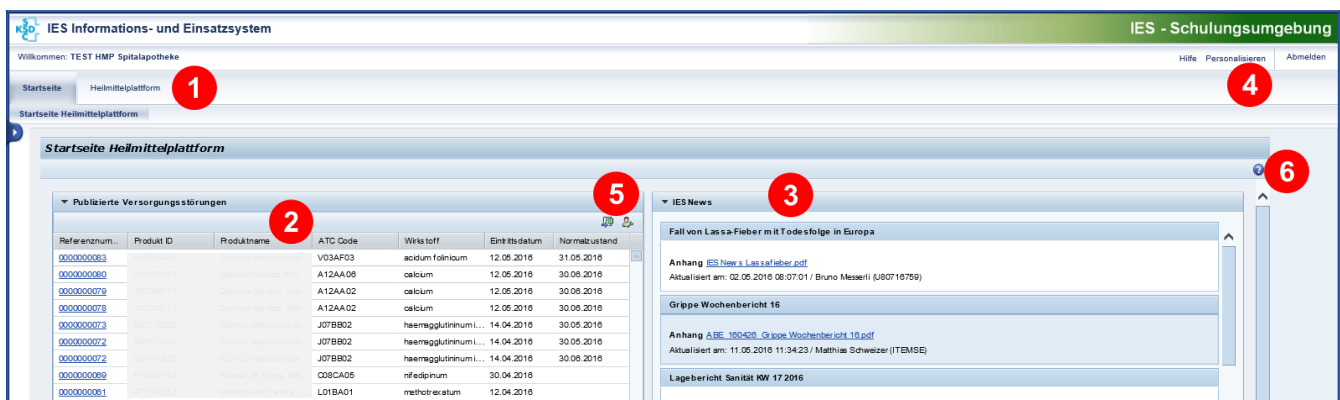 KSD IES Informations- und Einsatzsystem
IES - Schulungsumgebung
Willkommen: TEST HMP Spitalapotheke
Hilfe Personalisieren Abmelden
Startseite Heilmittelplattform
1
4
Startseite Heilmittelplattform
Startseite Heilmittelplattform
6
5
3
Publizierte Versorgungsstörungen
2
Referenznum... Produkt ID Produktname ATC Code Wirkstoff Eintrittsdatum Normalzustand
0000000083 V03AF03 acidum folinicum 12.05.2016 31.05.2016
0000000080 A12AA06 calcium 12.05.2016 30.06.2016
0000000079 A12AA02 calcium 12.05.2016 30.06.2016
0000000078 A12AA02 calcium 12.05.2016 30.06.2016
0000000073 J07BB02 haemagglutininum i... 14.04.2016 30.05.2016
0000000072 J07BB02 haemagglutininum i... 14.04.2016 30.06.2016
0000000072 J07BB02 haemagglutininum i... 14.04.2016 30.06.2016
0000000069 C08CA05 nifedipinum 30.04.2016
0000000061 L01BA01 methotrexatum 12.04.2016
IES News
Fall von Lassa-Fieber mit Todesfolge in Europa
Anhang IES News Lassafieber.pdf
Aktualisiert am: 02.05.2016 08:07:01 / Bruno Messerli (U80716759)
Grippe Wochenbericht 16
Anhang ABE_160426_Grippe Wochenbericht 16.pdf
Aktualisiert am: 11.05.2016 11:34:23 / Matthias Schweizer (ITEMSE)
Lagebericht Sanität KW 17 2016